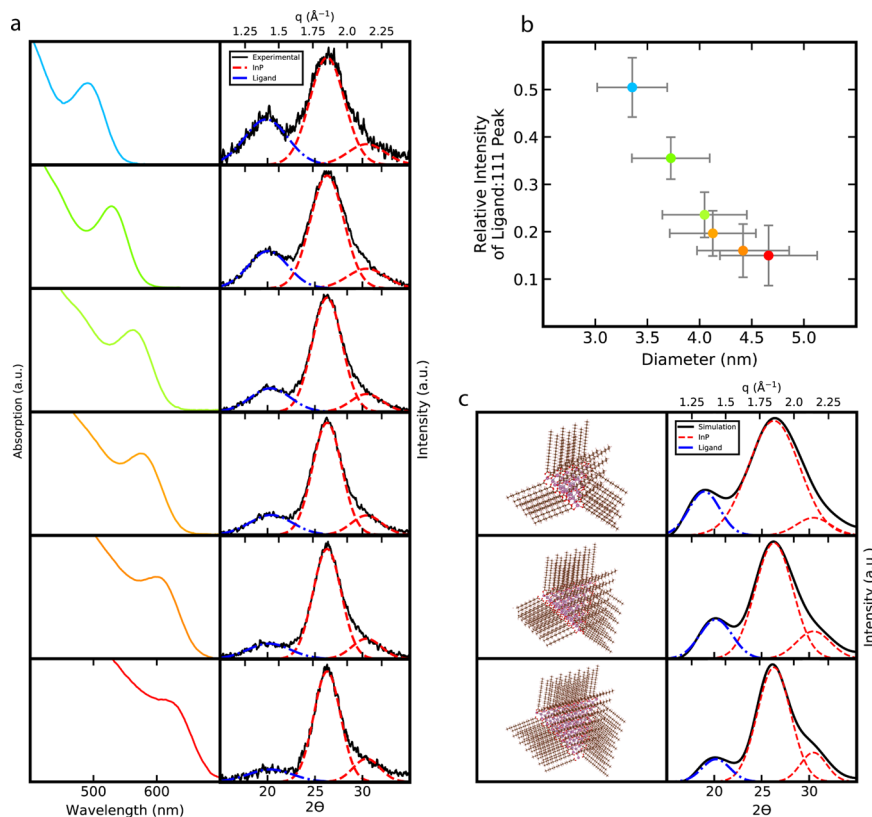 a
q (Å⁻¹)
1.25 1.5 1.75 2.0 2.25
Experimental
InP
Ligand
Absorption (a.u.)
Intensity (a.u.)
500 600
Wavelength (nm)
20 25 30
2Θ
b
0.5
0.4
0.3
0.2
0.1
Relative Intensity
of Ligand:111 Peak
3.0 3.5 4.0 4.5 5.0
Diameter (nm)
c
q (Å⁻¹)
1.25 1.5 1.75 2.0 2.25
Simulation
InP
Ligand
Intensity (a.u.)
20 25 30
2Θ